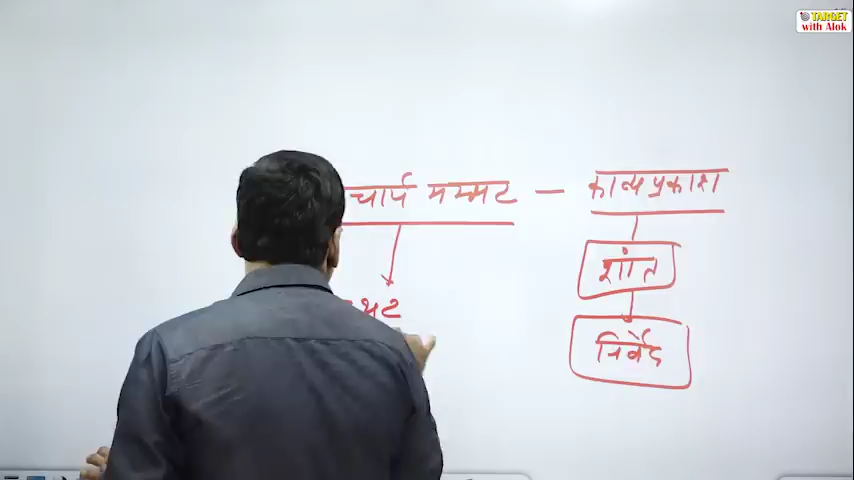 TARGET
with Alok
चार्य मम्मट — काव्यप्रकाश
शांत
निर्वेद